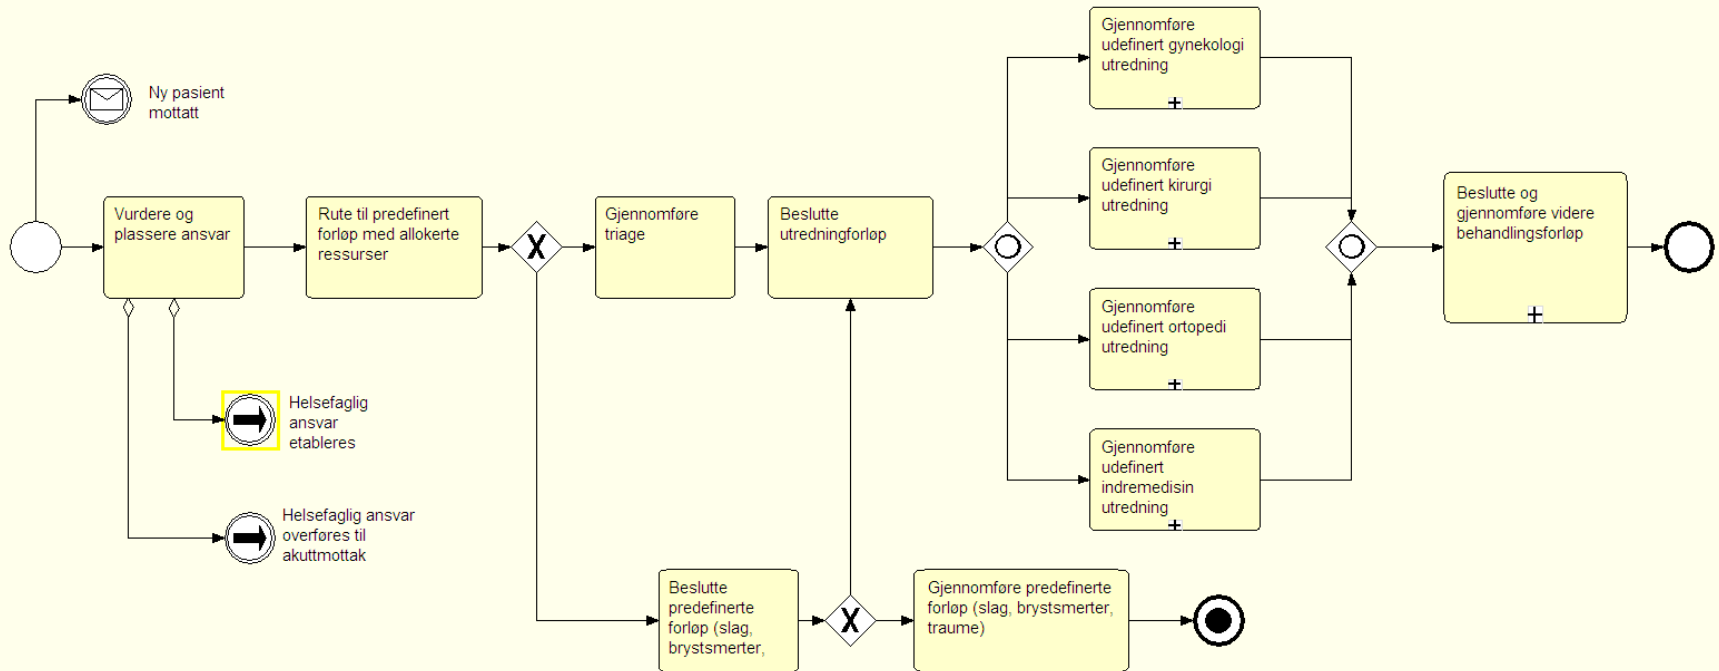 Ny pasient
mottatt
Vurdere og
plassere ansvar
Rute til predefinert
forløp med allokerte
ressurser
X
Gjennomføre
triage
Beslutte
utredningforløp
Gjennomføre
udefinert gynekologi
utredning
Gjennomføre
udefinert kirurgi
utredning
Gjennomføre
udefinert ortopedi
utredning
Gjennomføre
udefinert
indremedisin
utredning
Beslutte og
gjennomføre videre
behandlingsforløp
Helsefaglig
ansvar
etableres
Helsefaglig ansvar
overføres til
akuttmottak
Beslutte
predefinerte
forløp (slag,
brystsmerter,
X
Gjennomføre predefinerte
forløp (slag, brystsmerter,
traume)